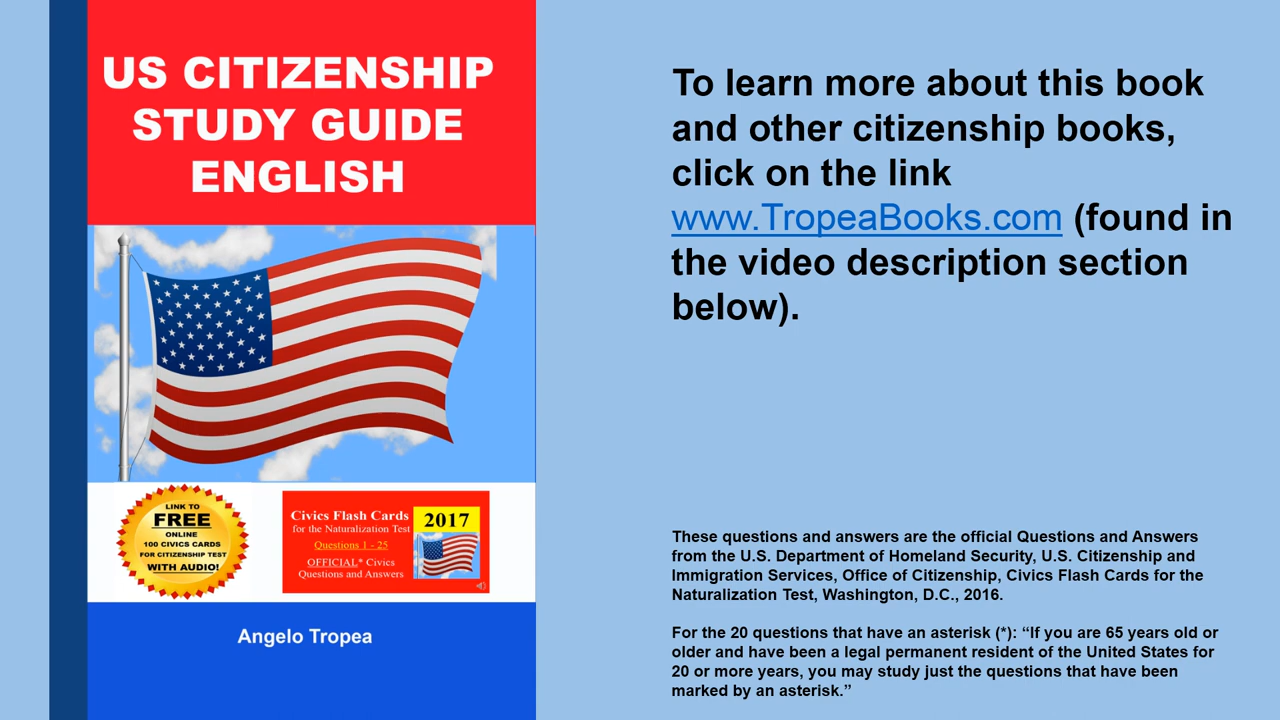 US CITIZENSHIP
STUDY GUIDE
ENGLISH
LINK TO
FREE
ONLINE
100 CIVICS CARDS
FOR CITIZENSHIP TEST
WITH AUDIO!
Civics Flash Cards
for the Naturalization Test
Questions 1 - 25
OFFICIAL* Civics
Questions and Answers
2017
Angelo Tropea
To learn more about this book
and other citizenship books,
click on the link
www.TropeaBooks.com (found in
the video description section
below).
These questions and answers are the official Questions and Answers
from the U.S. Department of Homeland Security, U.S. Citizenship and
Immigration Services, Office of Citizenship, Civics Flash Cards for the
Naturalization Test, Washington, D.C., 2016.
For the 20 questions that have an asterisk (*): “If you are 65 years old or
older and have been a legal permanent resident of the United States for
20 or more years, you may study just the questions that have been
marked by an asterisk.”